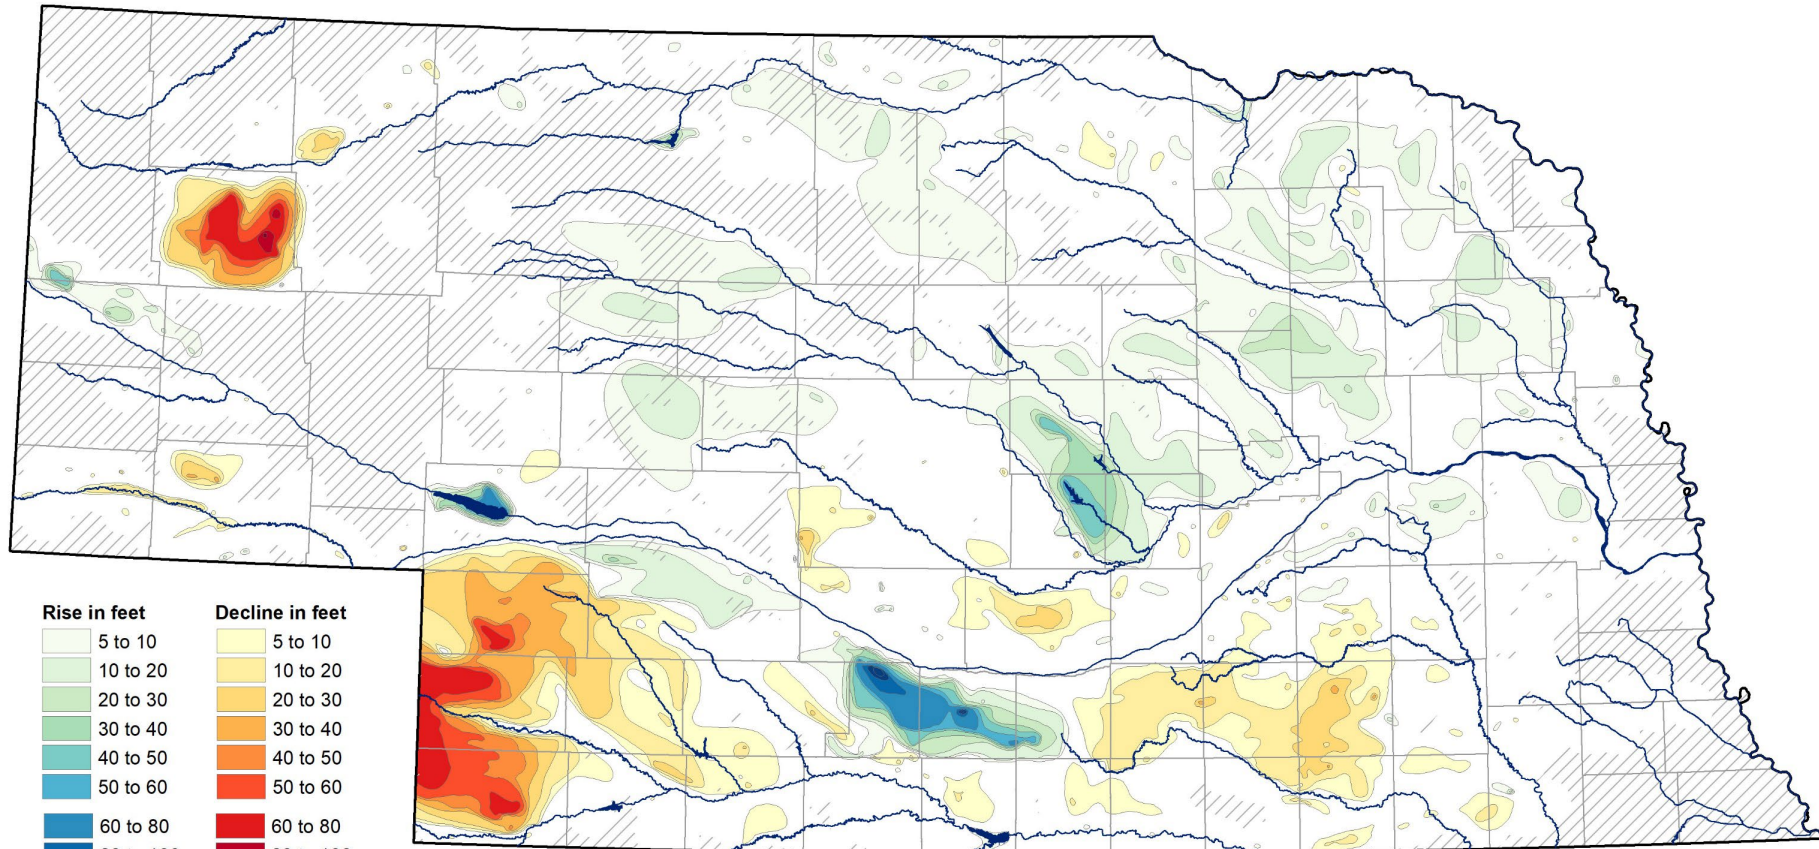 Rise in feet Decline in feet
5 to 10 5 to 10
10 to 20 10 to 20
20 to 30 20 to 30
30 to 40 30 to 40
40 to 50 40 to 50
50 to 60 50 to 60
60 to 80 60 to 80